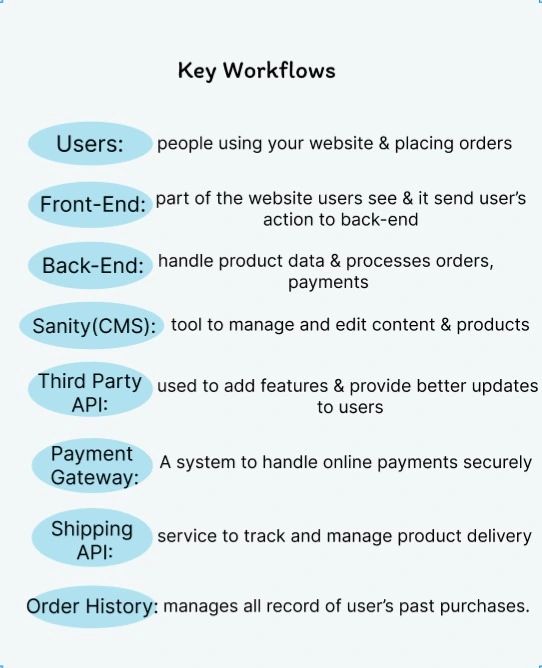 Key Workflows
Users: people using your website & placing orders
Front-End: part of the website users see & it send user's
action to back-end
Back-End: handle product data & processes orders,
payments
Sanity(CMS): tool to manage and edit content & products
Third Party
API:
used to add features & provide better updates
to users
Payment
Gateway:
A system to handle online payments securely
Shipping
API:
service to track and manage product delivery
Order History: manages all record of user's past purchases.